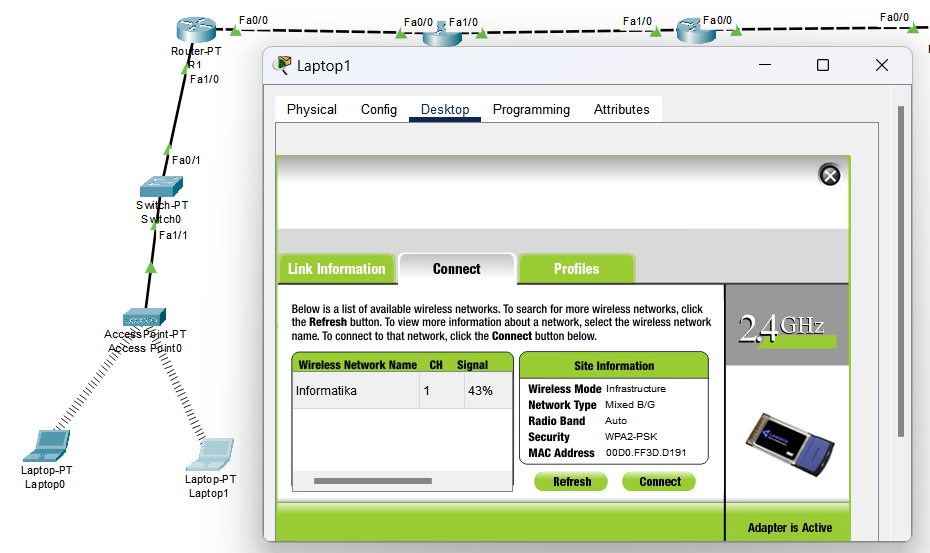 Fa0/0
Fa0/0
Fa1/0
Fa1/0
Fa0/0
Fa0/0
Router-PT
R1
Fa1/0
Fa0/1
Switch-PT
Switch0
Fa1/1
AccessPoint-PT
Access Point0
Laptop-PT
Laptop0
Laptop-PT
Laptop1
Laptop1
Physical Config Desktop Programming Attributes
Link Information Connect Profiles
Below is a list of available wireless networks. To search for more wireless networks, click
the Refresh button. To view more information about a network, select the wireless network
name. To connect to that network, click the Connect button below.
Wireless Network Name CH Signal
Informatika 1 43%
Site Information
Wireless Mode Infrastructure
Network Type Mixed B/G
Radio Band Auto
Security WPA2-PSK
MAC Address 00D0.FF3D.D191
Refresh Connect
2.4GHz
Adapter is Active